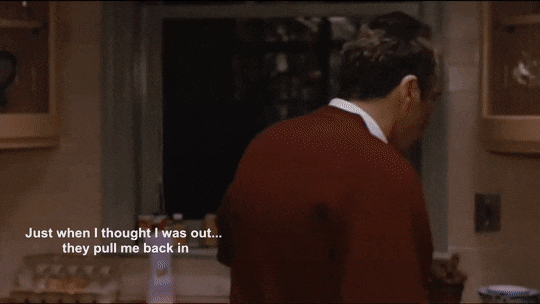 Just when I thought I was out...
they pull me back in